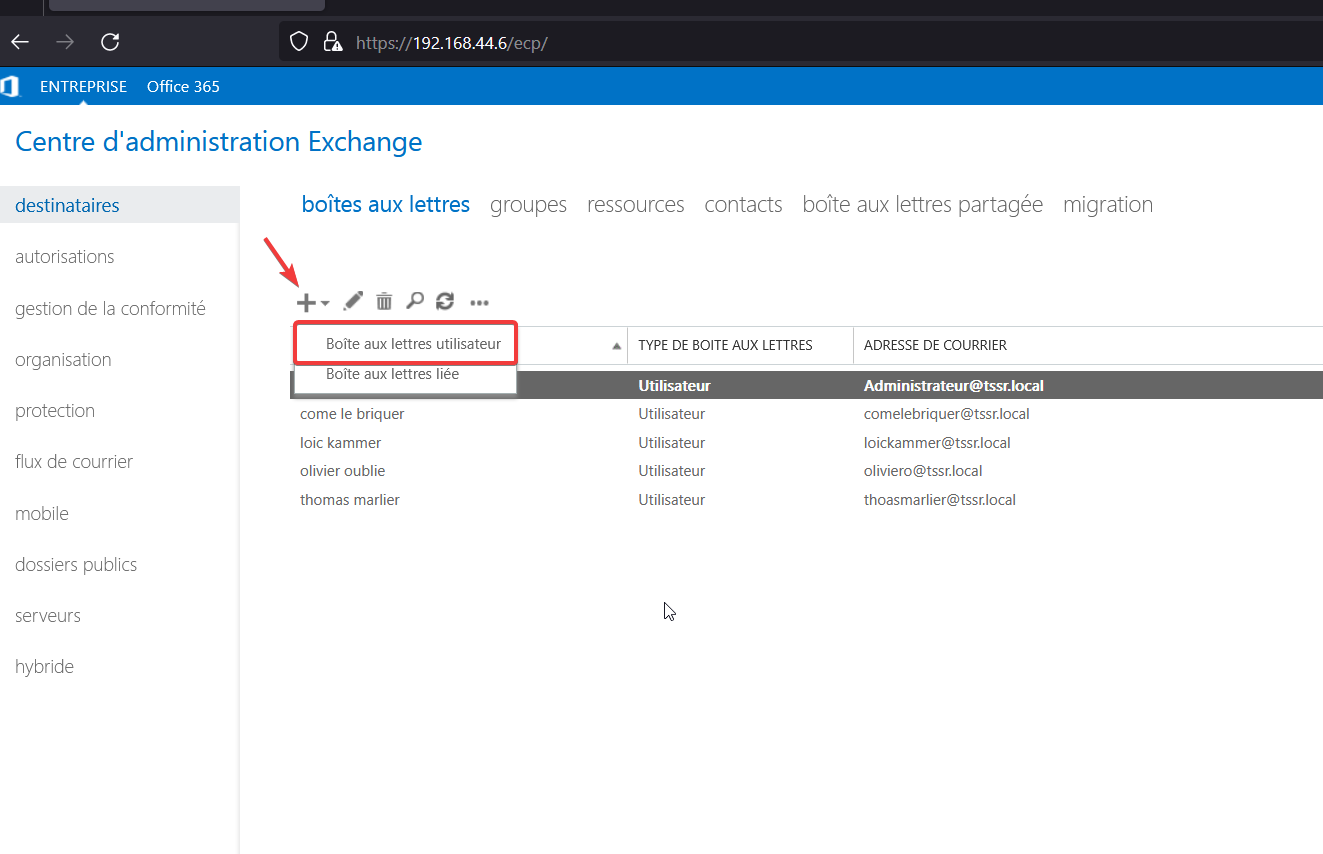 https://192.168.44.6/ecp/
ENTREPRISE Office 365
Centre d'administration Exchange
destinataires
autorisations
gestion de la conformité
organisation
protection
flux de courrier
mobile
dossiers publics
serveurs
hybride
boîtes aux lettres groupes ressources contacts boîte aux lettres partagée migration
Boîte aux lettres utilisateur
Boîte aux lettres liée
TYPE DE BOITE AUX LETTRES ADRESSE DE COURRIER
Utilisateur Administrateur@tssr.local
come le briquer Utilisateur comelebriquer@tssr.local
loic kammer Utilisateur loickammer@tssr.local
olivier oublie Utilisateur oliviero@tssr.local
thomas marlier Utilisateur thoasmarlier@tssr.local